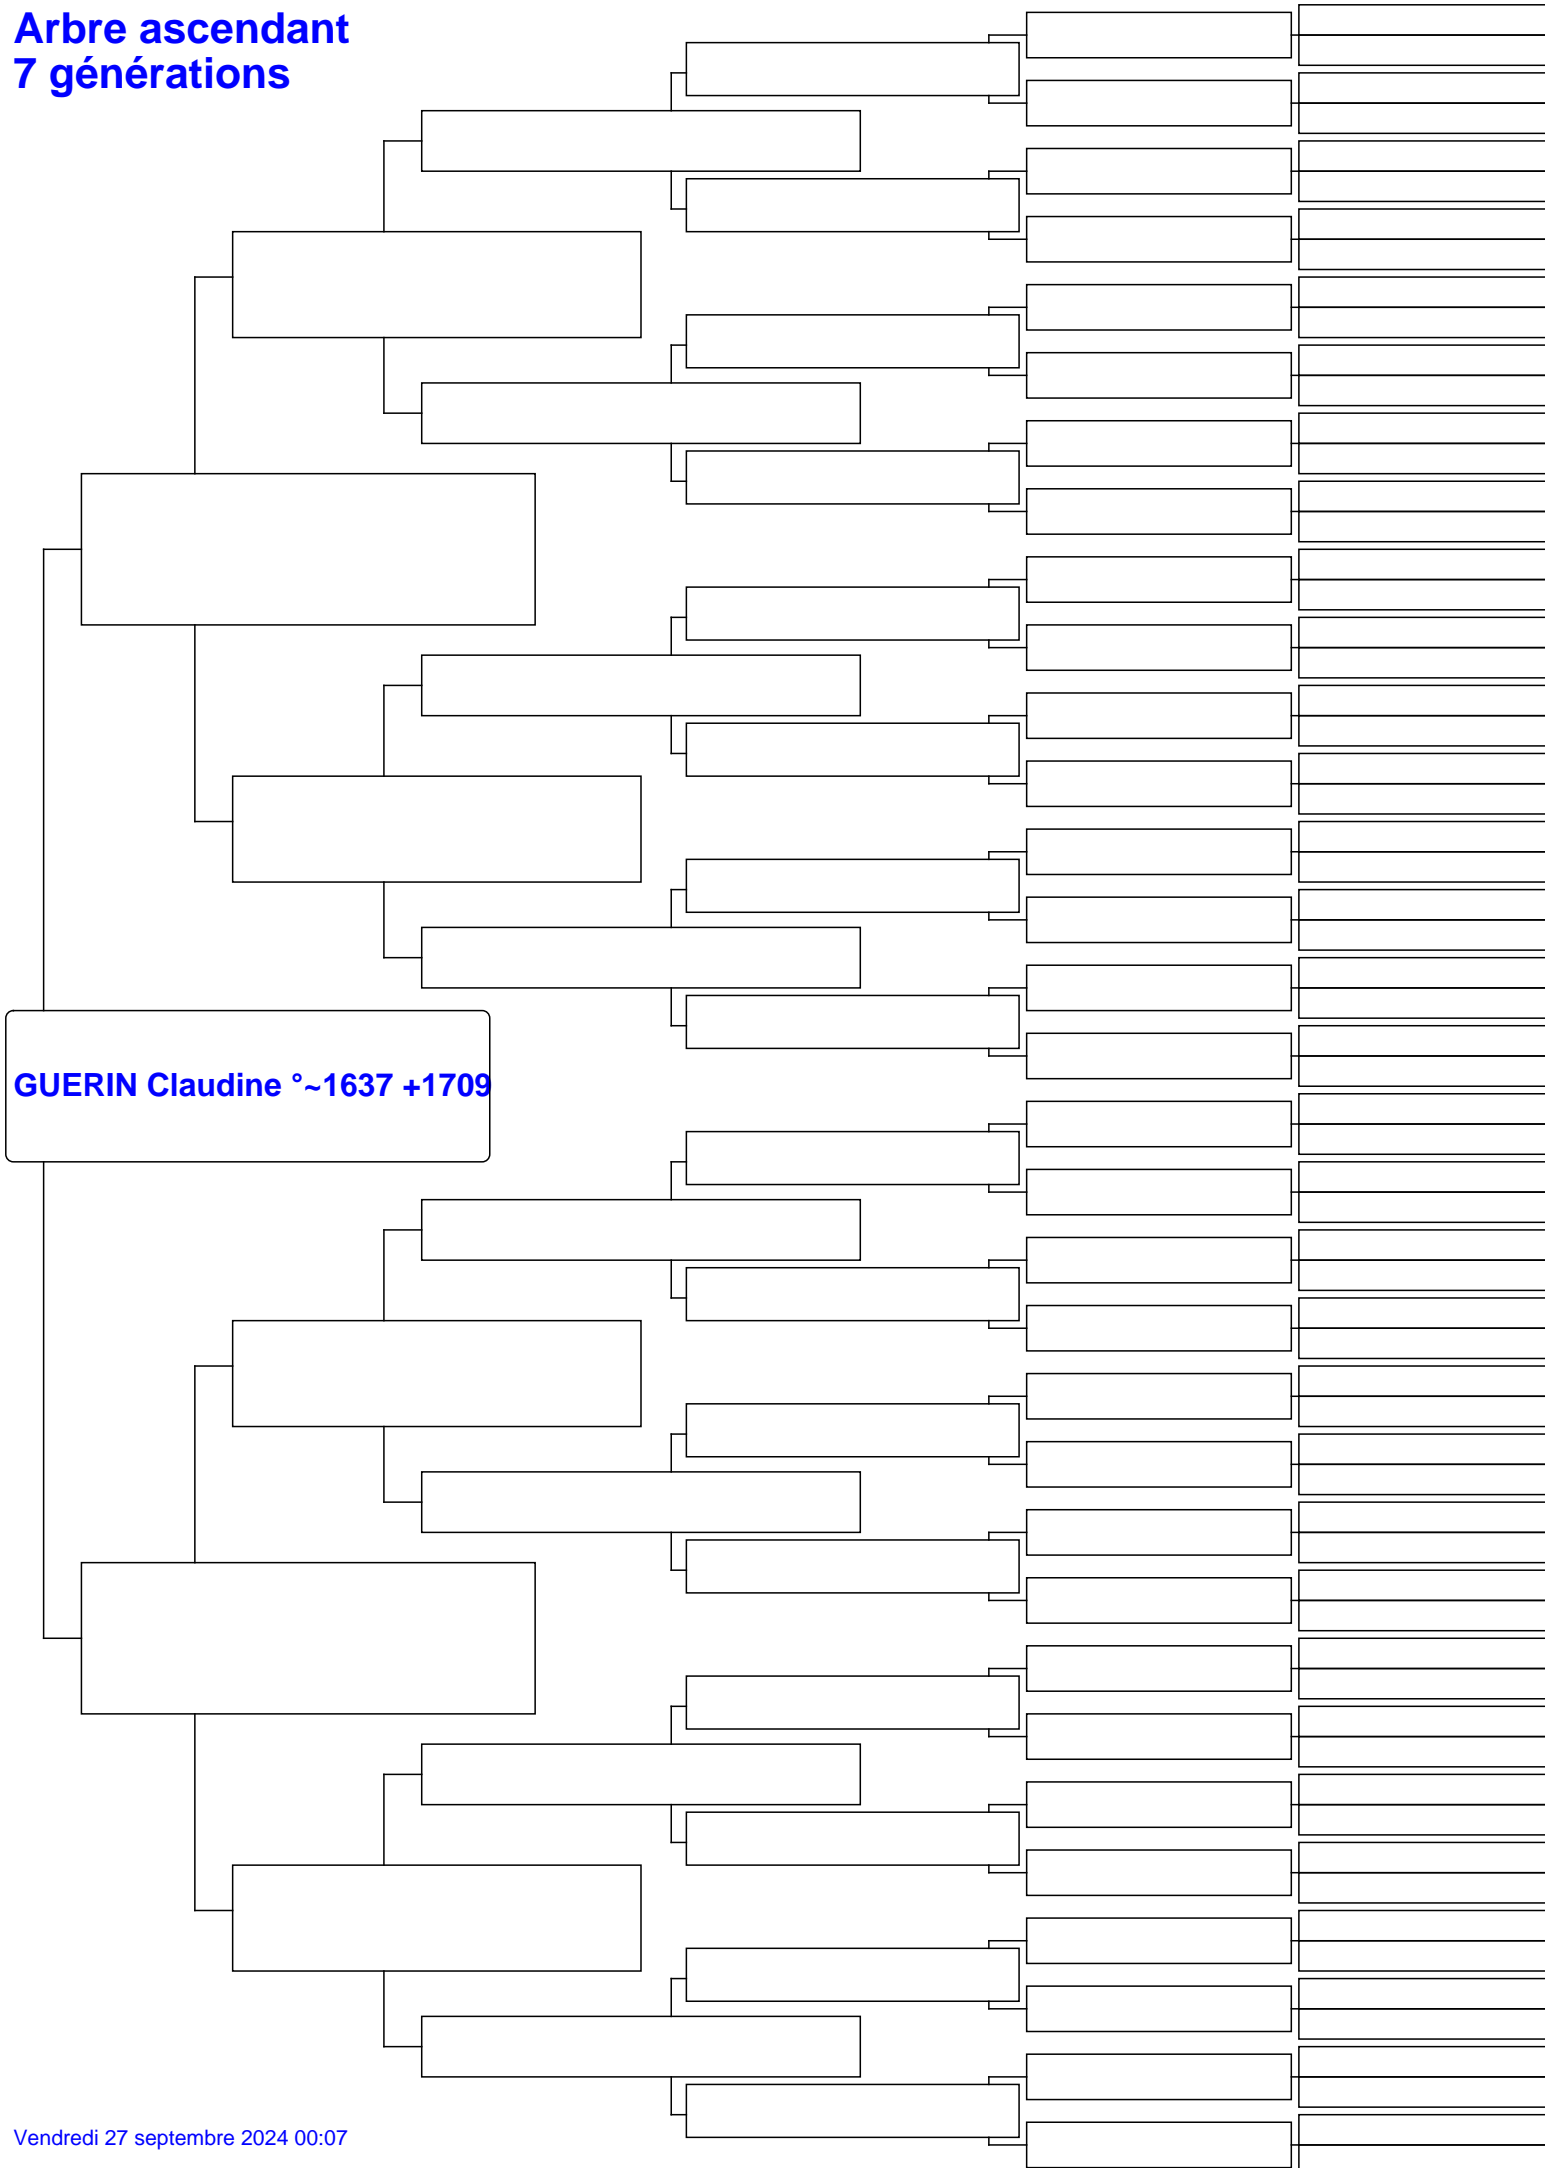 Arbre ascendant
7 générations
GUERIN Claudine °~1637 +1709
Vendredi 27 septembre 2024 00:07